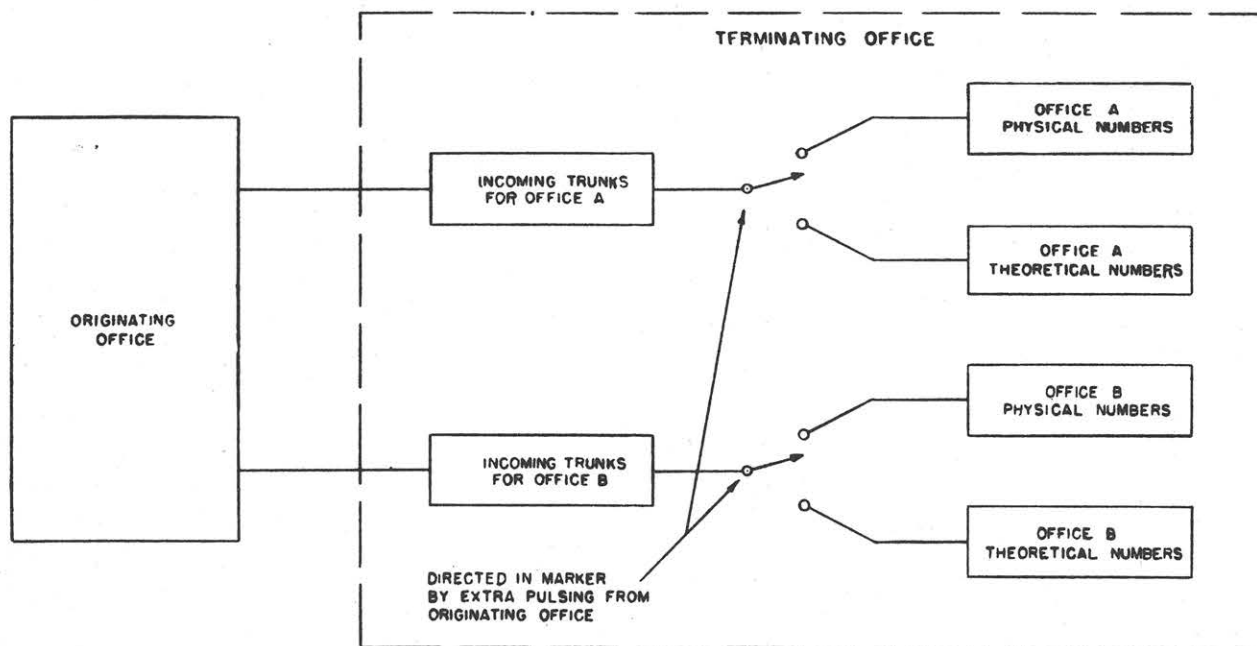 TERMINATING OFFICE
OFFICE A
PHYSICAL NUMBERS
INCOMING TRUNKS
FOR OFFICE A
OFFICE A
THEORETICAL NUMBERS
ORIGINATING
OFFICE
OFFICE B
PHYSICAL NUMBERS
INCOMING TRUNKS
FOR OFFICE B
OFFICE B
THEORETICAL NUMBERS
DIRECTED IN MARKER
BY EXTRA PULSING FROM
ORIGINATING OFFICE